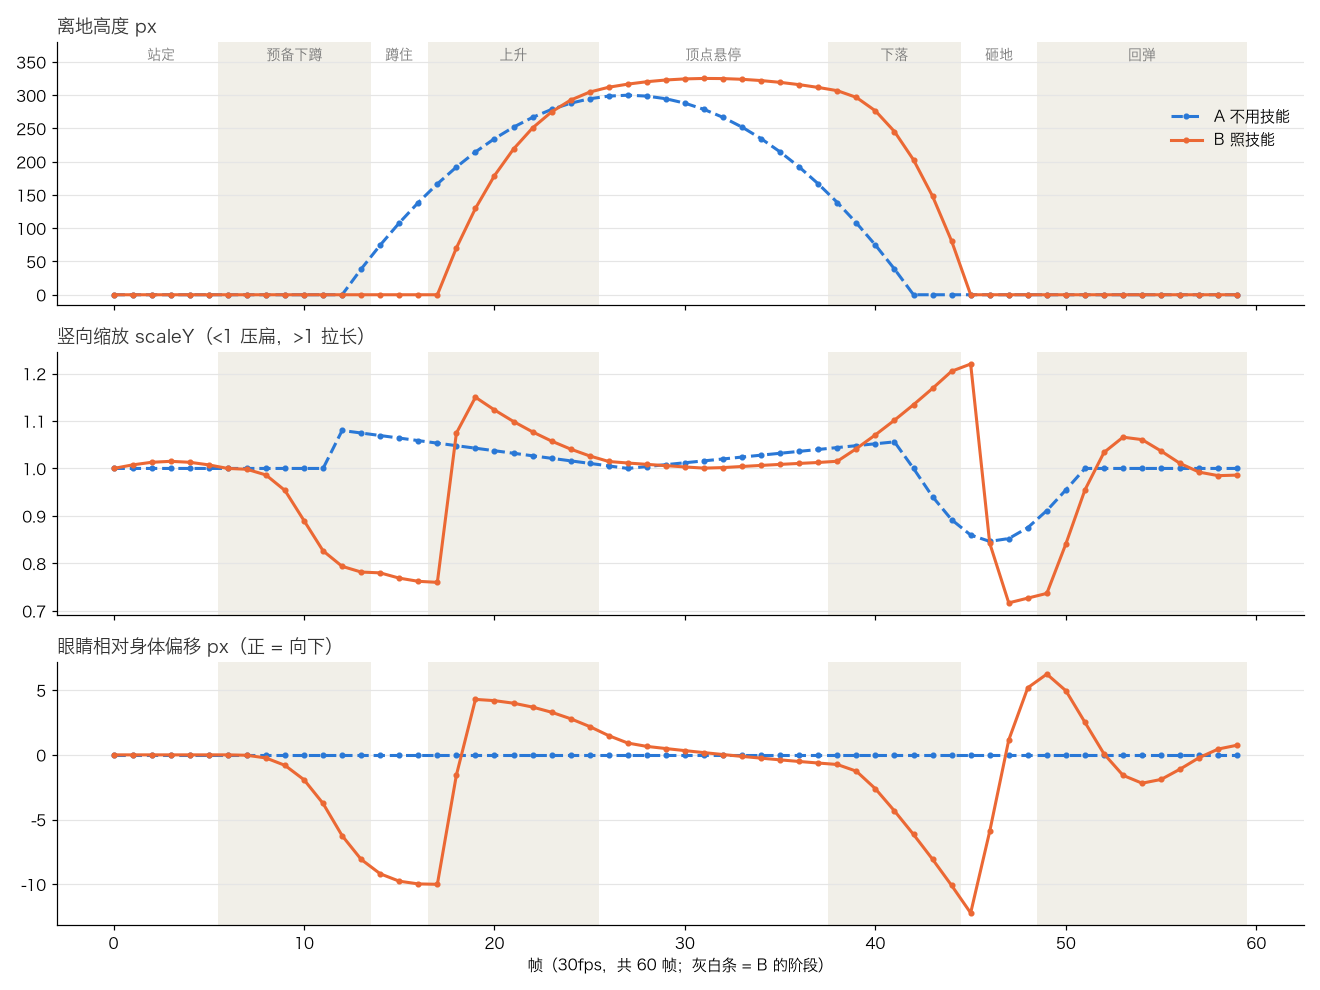 离地高度 px
站定 预备下蹲 蹲住 上升 顶点悬停 下落 砸地 回弹
350
300
250
200
150
100
50
0
A 不用技能
B 照技能
竖向缩放 scaleY（<1 压扁，>1 拉长）
1.2
1.1
1.0
0.9
0.8
0.7
眼睛相对身体偏移 px（正 = 向下）
5
0
-5
-10
0 10 20 30 40 50 60
帧（30fps，共 60 帧；灰白条 = B 的阶段）